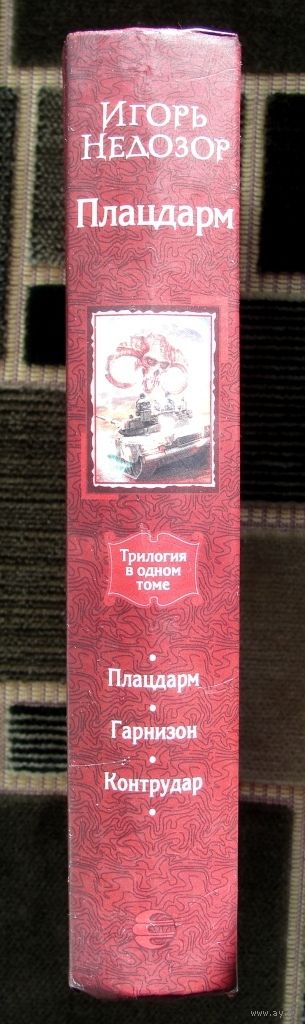 Игорь
Недозор
Плацдарм
Трилогия
в одном
томе
• 
Плацдарм
•
Гарнизон
•
Контрудар
•